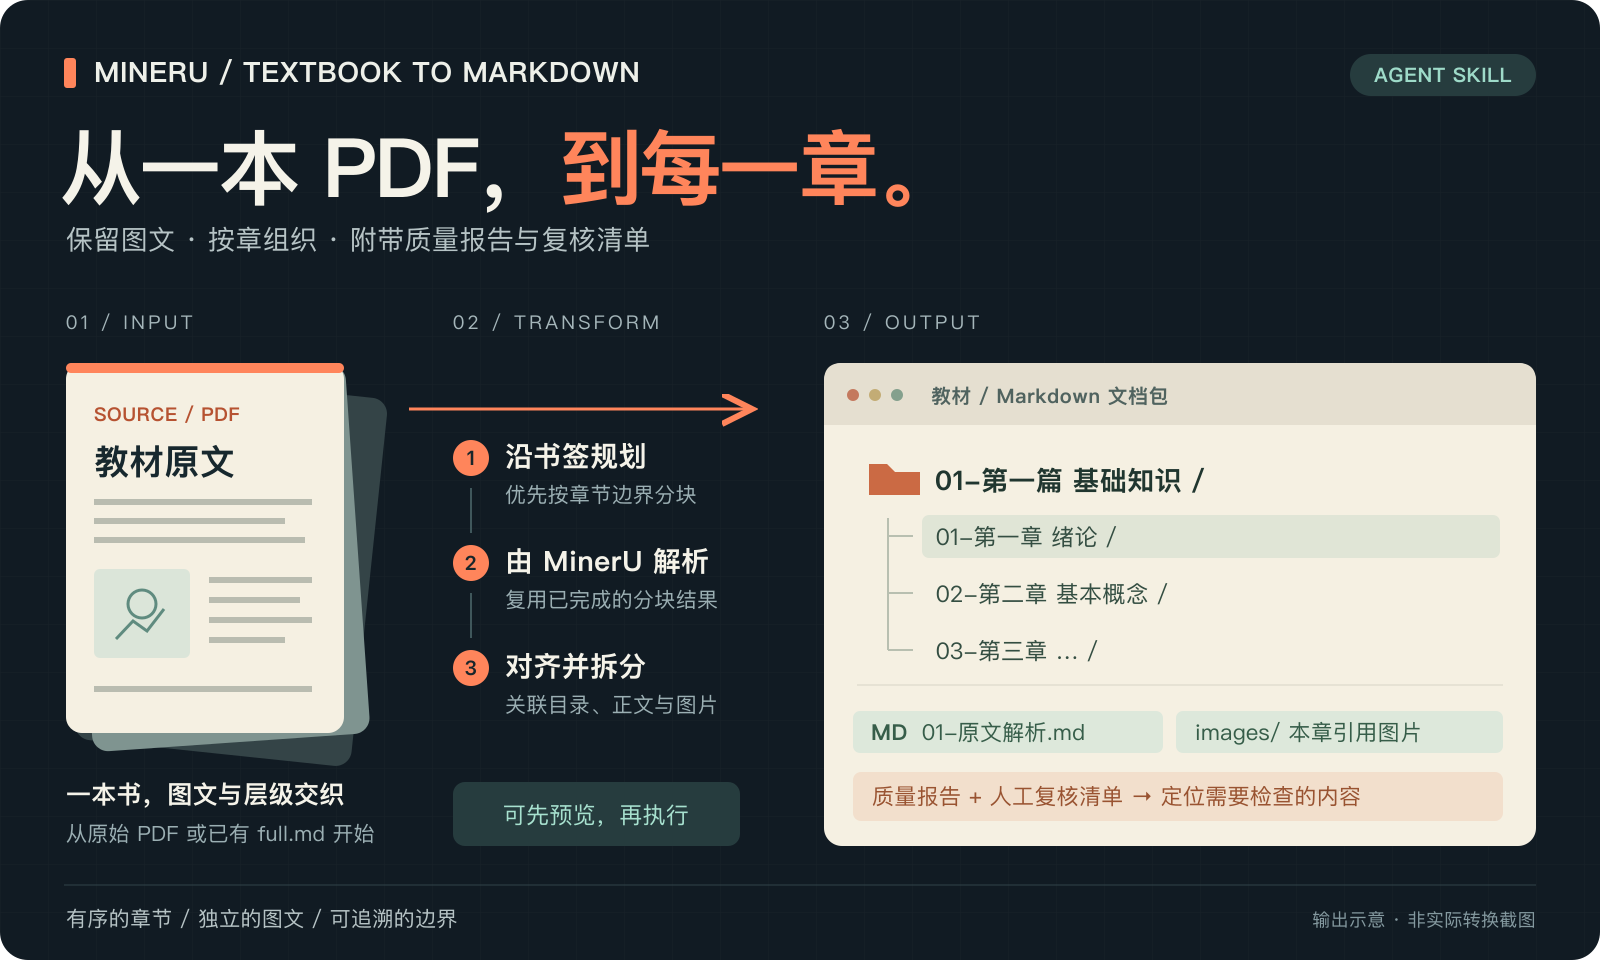 MINERU / TEXTBOOK TO MARKDOWN
AGENT SKILL
从一本 PDF，到每一章。
保留图文 · 按章组织 · 附带质量报告与复核清单
01 / INPUT
SOURCE / PDF
教材原文
一本书，图文与层级交织
从原始 PDF 或已有 full.md 开始
02 / TRANSFORM
1 沿书签规划
优先按章节边界分块
2 由 MinerU 解析
复用已完成的分块结果
3 对齐并拆分
关联目录、正文与图片
可先预览，再执行
03 / OUTPUT
教材 / Markdown 文档包
01–第一篇 基础知识 /
01–第一章 绪论 /
02–第二章 基本概念 /
03–第三章 … /
MD 01–原文解析.md
images/ 本章引用图片
质量报告 + 人工复核清单 → 定位需要检查的内容
有序的章节 / 独立的图文 / 可追溯的边界
输出示意 · 非实际转换截图